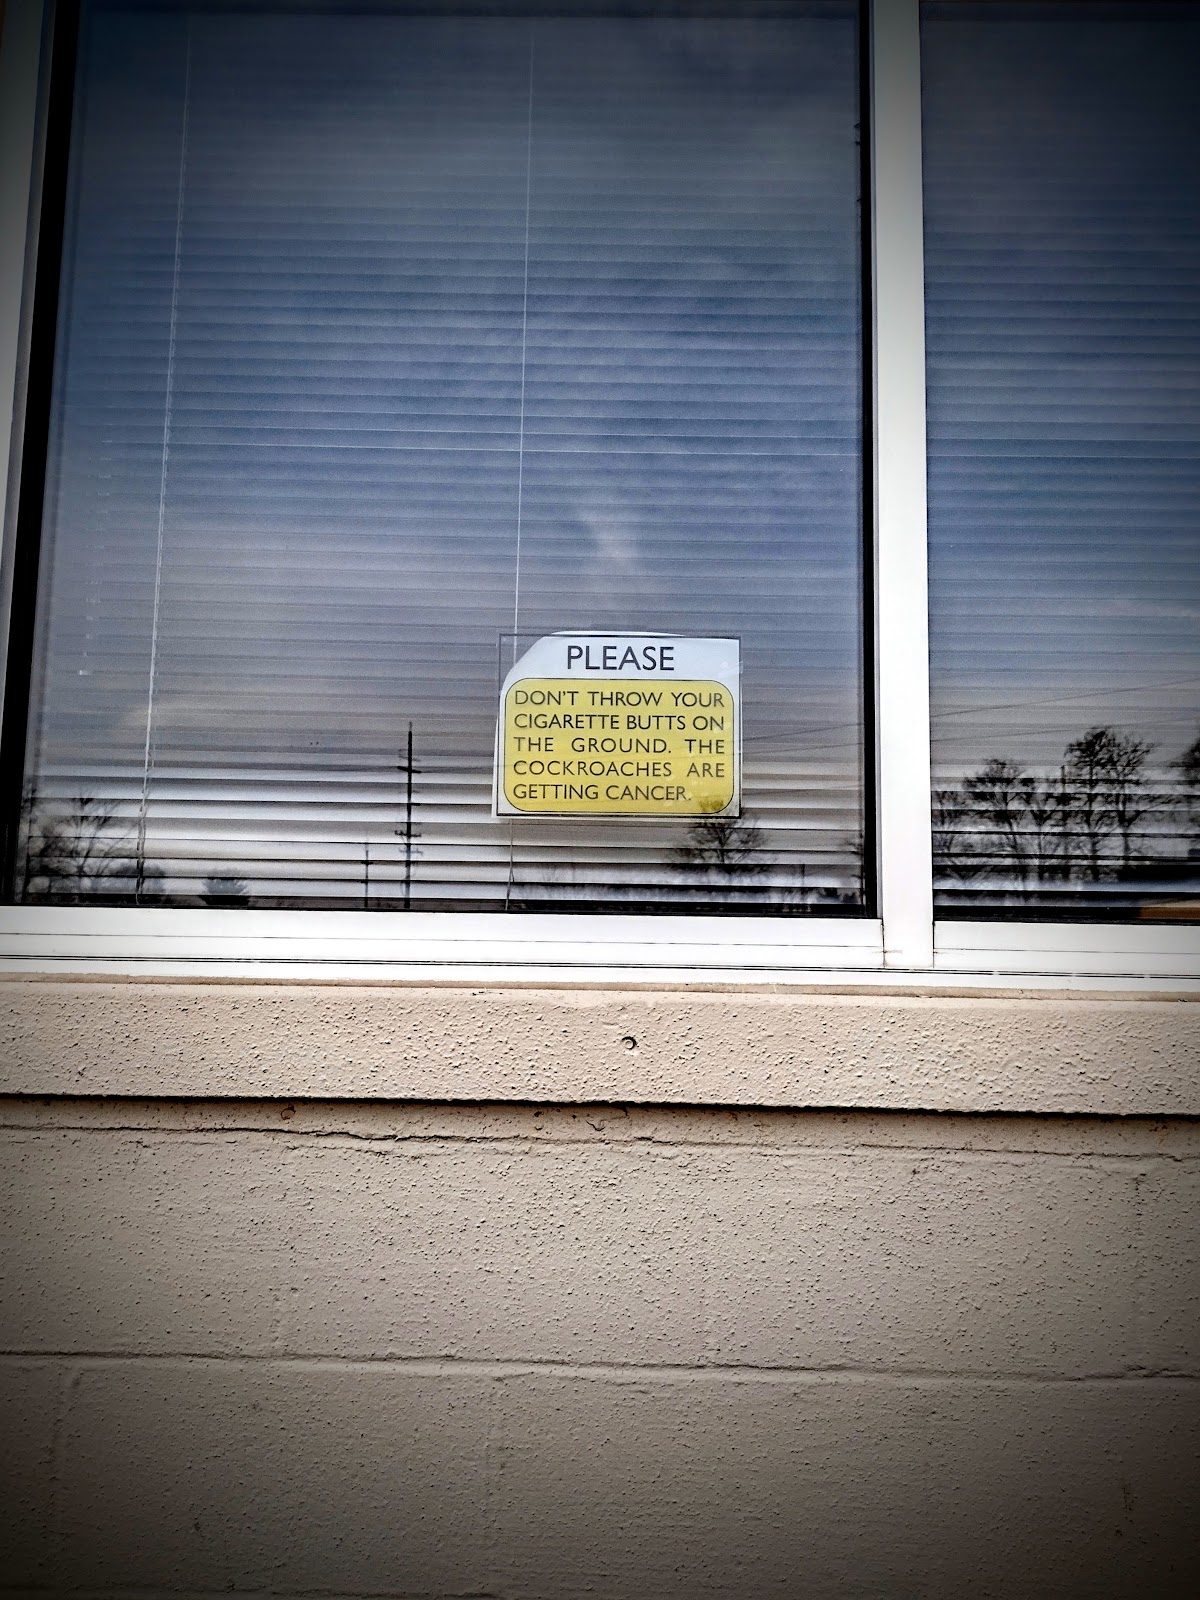 PLEASE
DON'T THROW YOUR
CIGARETTE BUTTS ON
THE GROUND. THE
COCKROACHES ARE
GETTING CANCER.